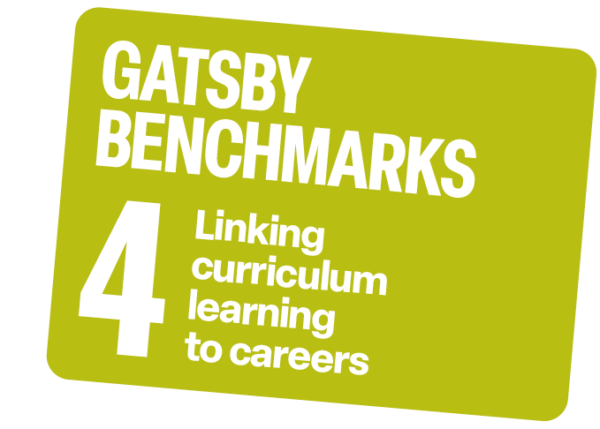 GATSBY
BENCHMARKS
4
Linking
curriculum
learning
to careers